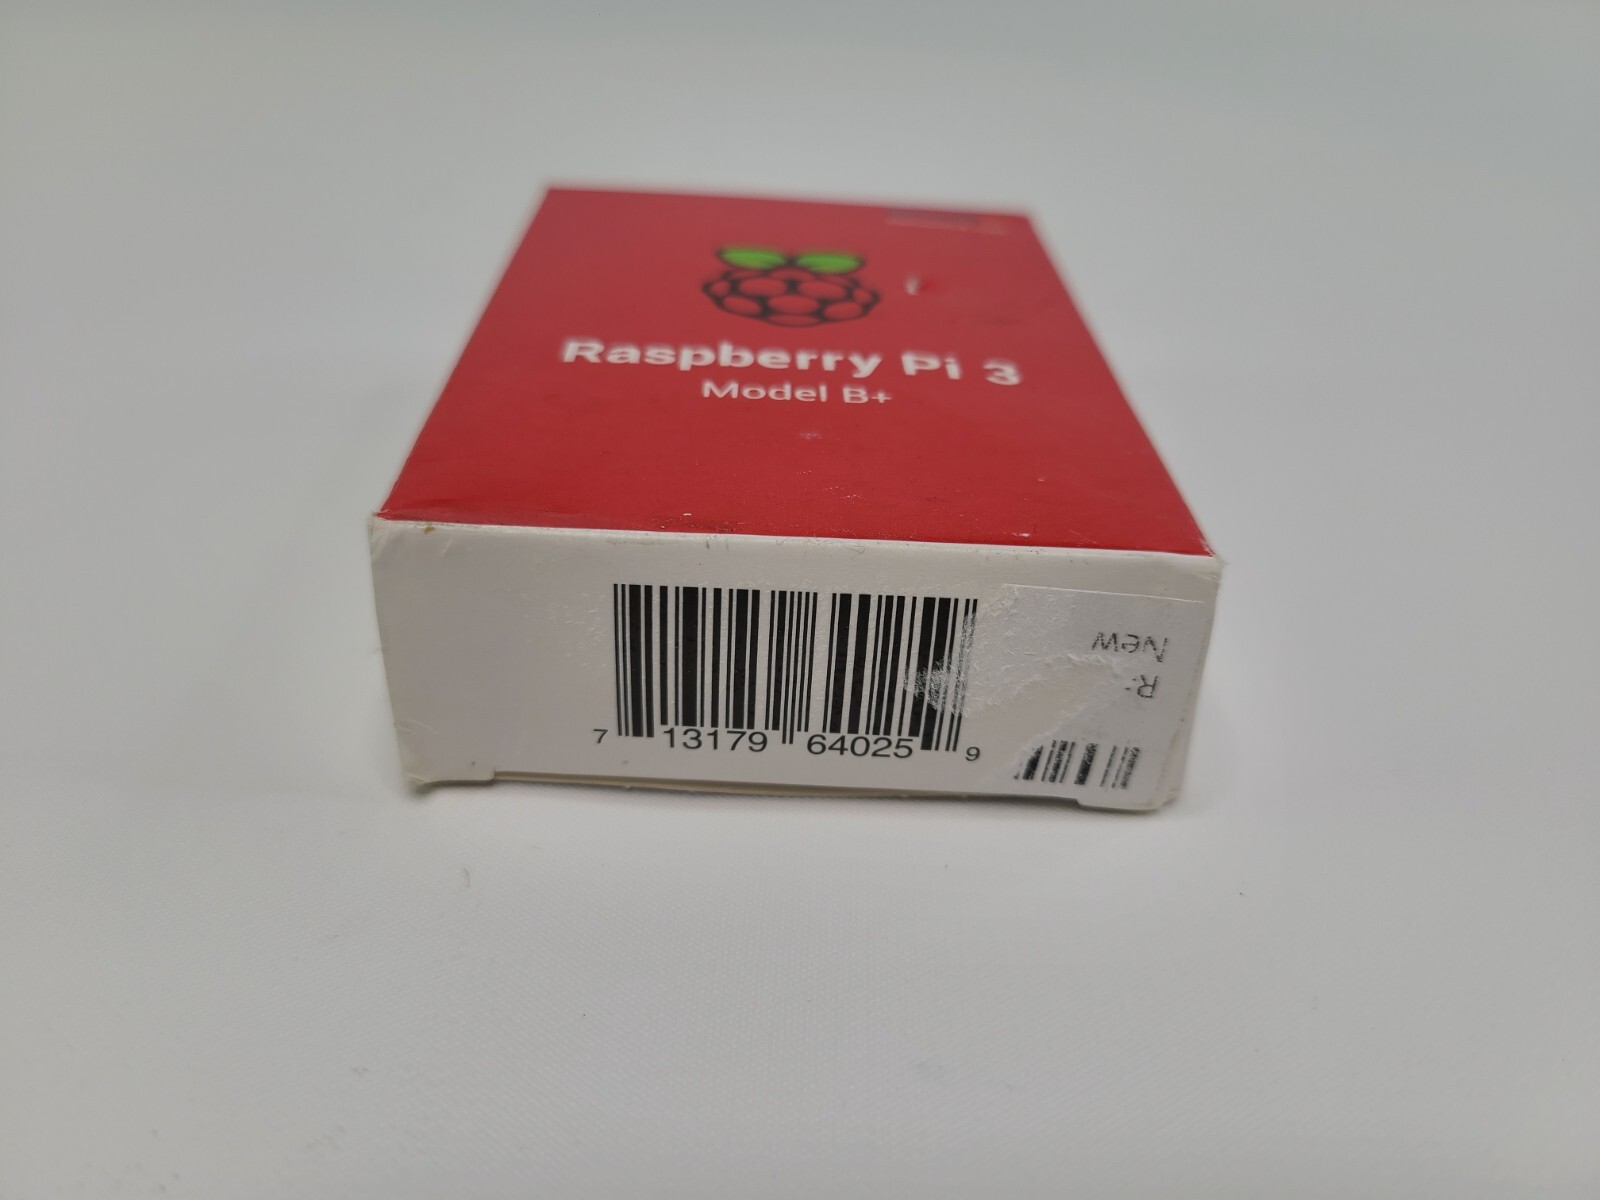 Raspberry Pi 3
Model B+
7 13179 64025 9
New
R: